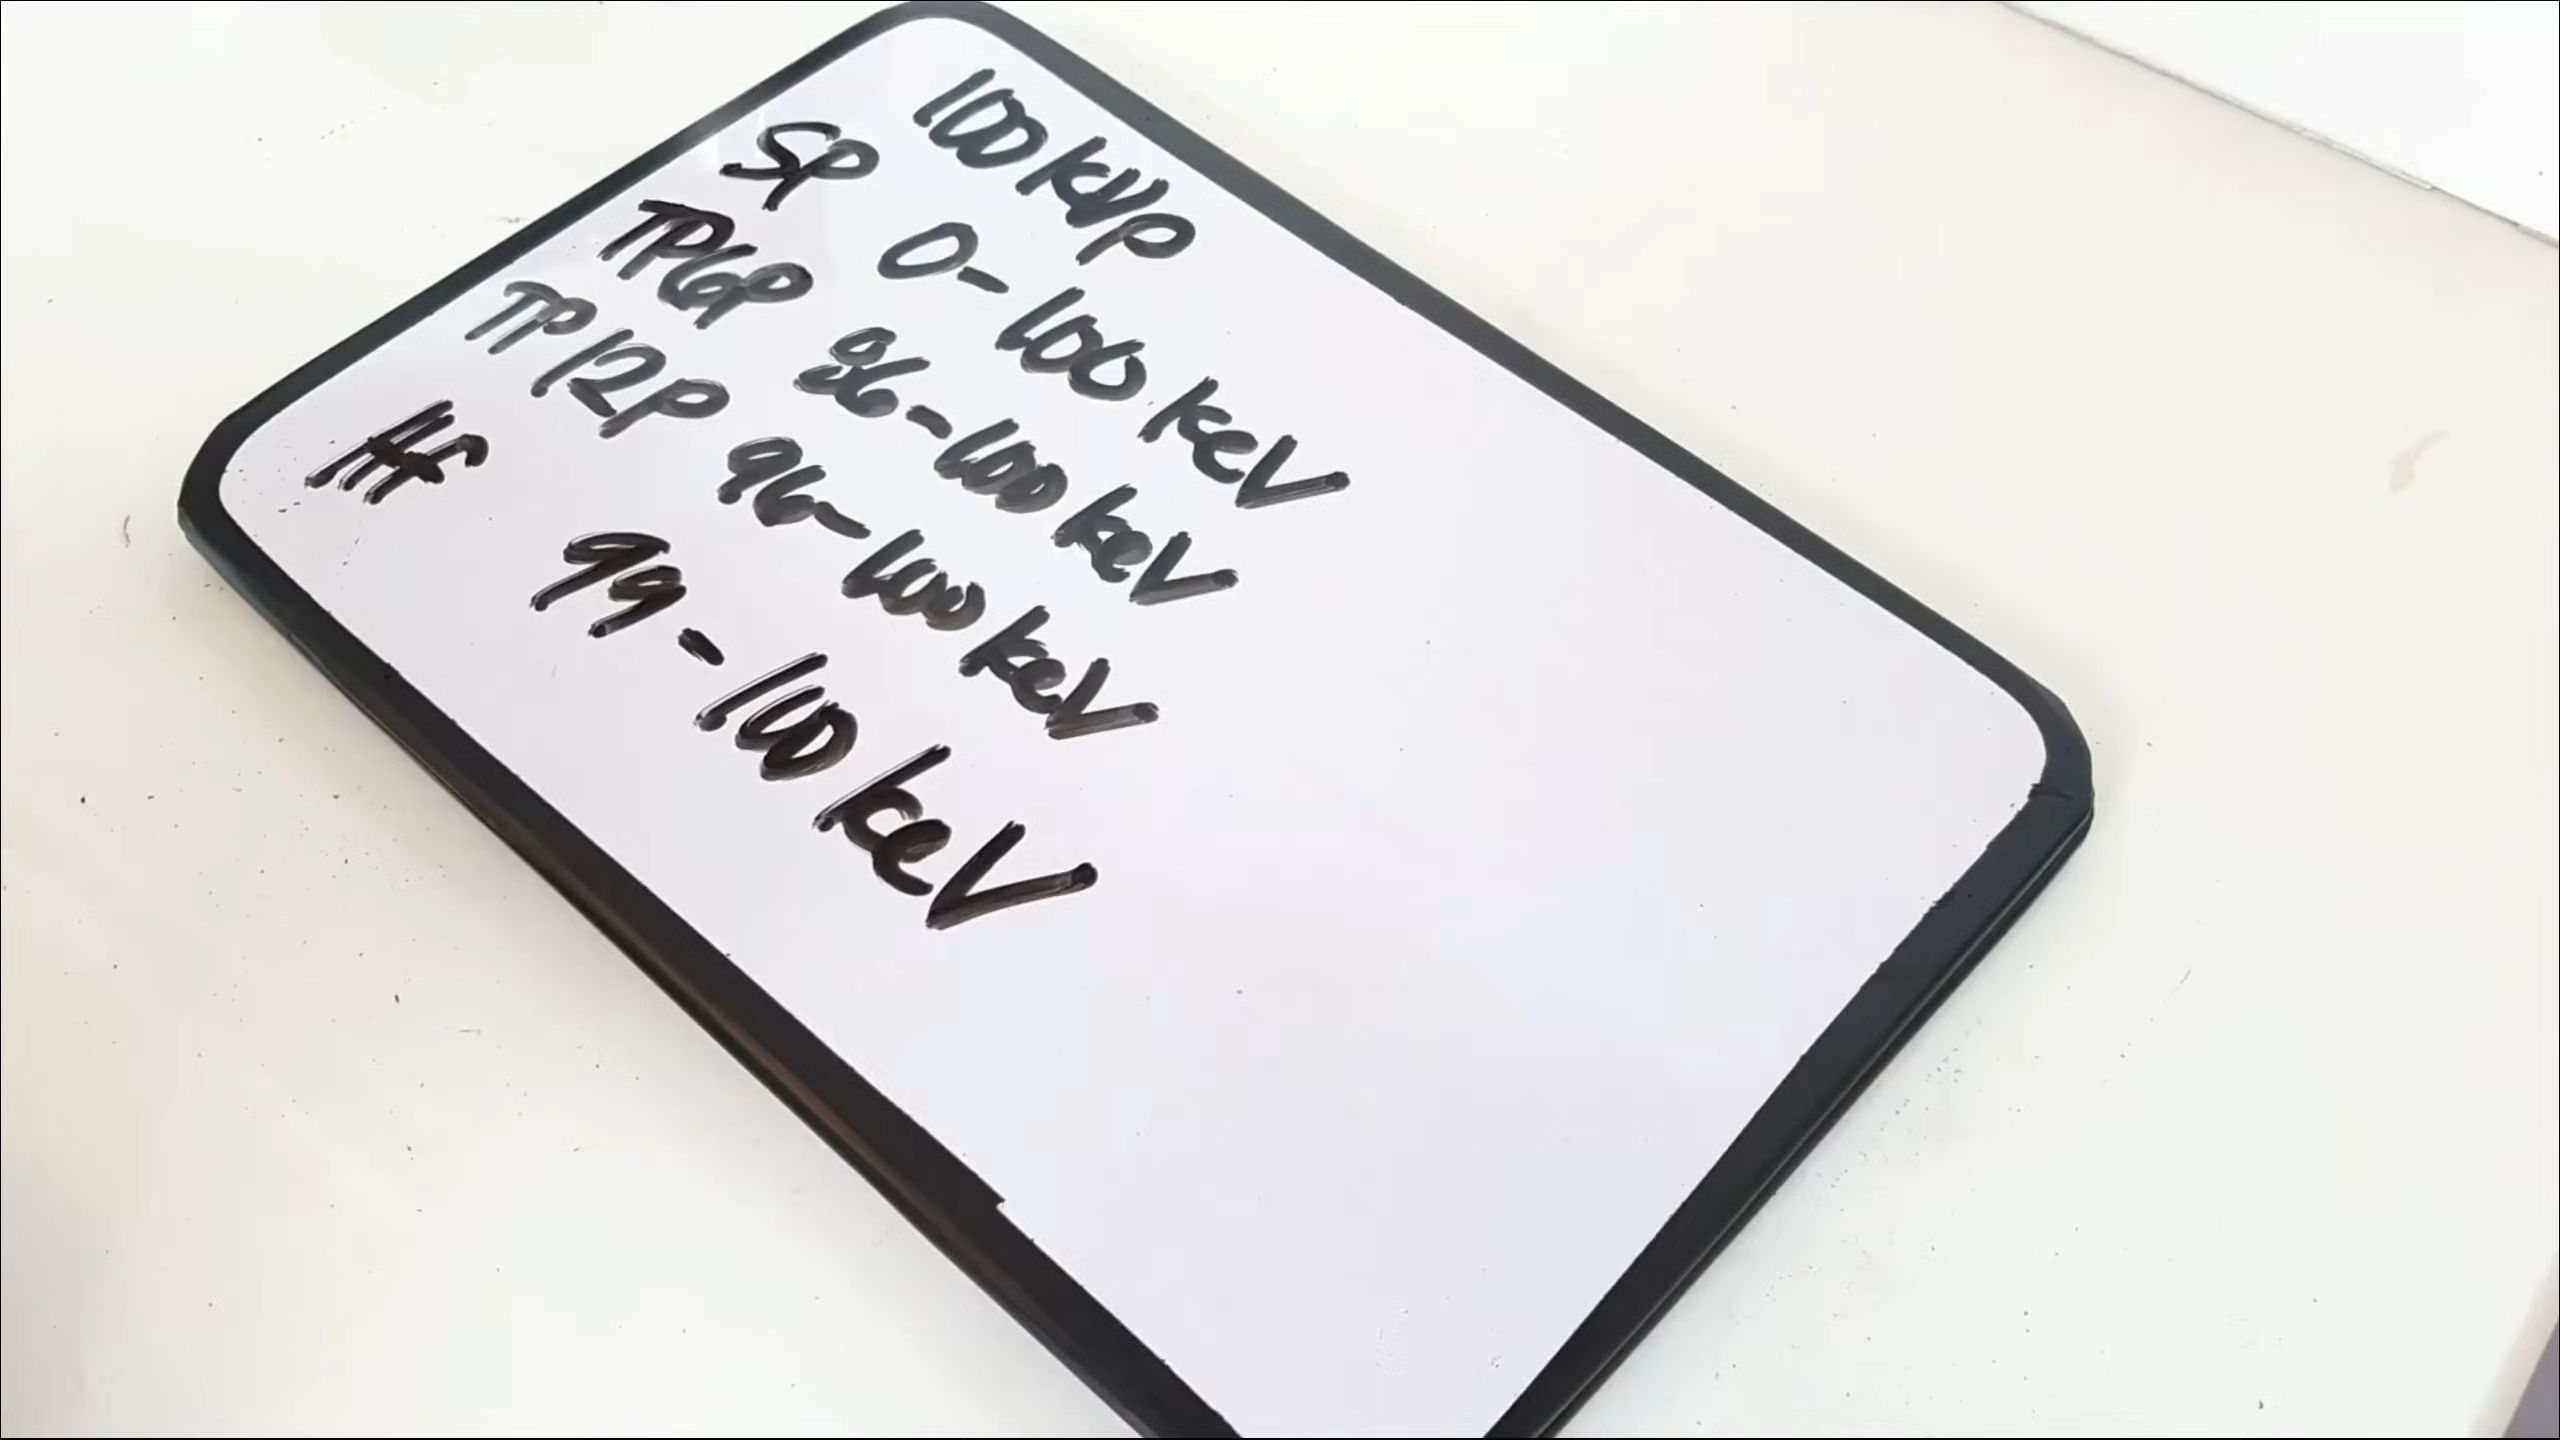 100 kVp
SP 0-100 keV
TP6P 86-100 keV
TP12P 96-100 keV
HF 99-100 keV